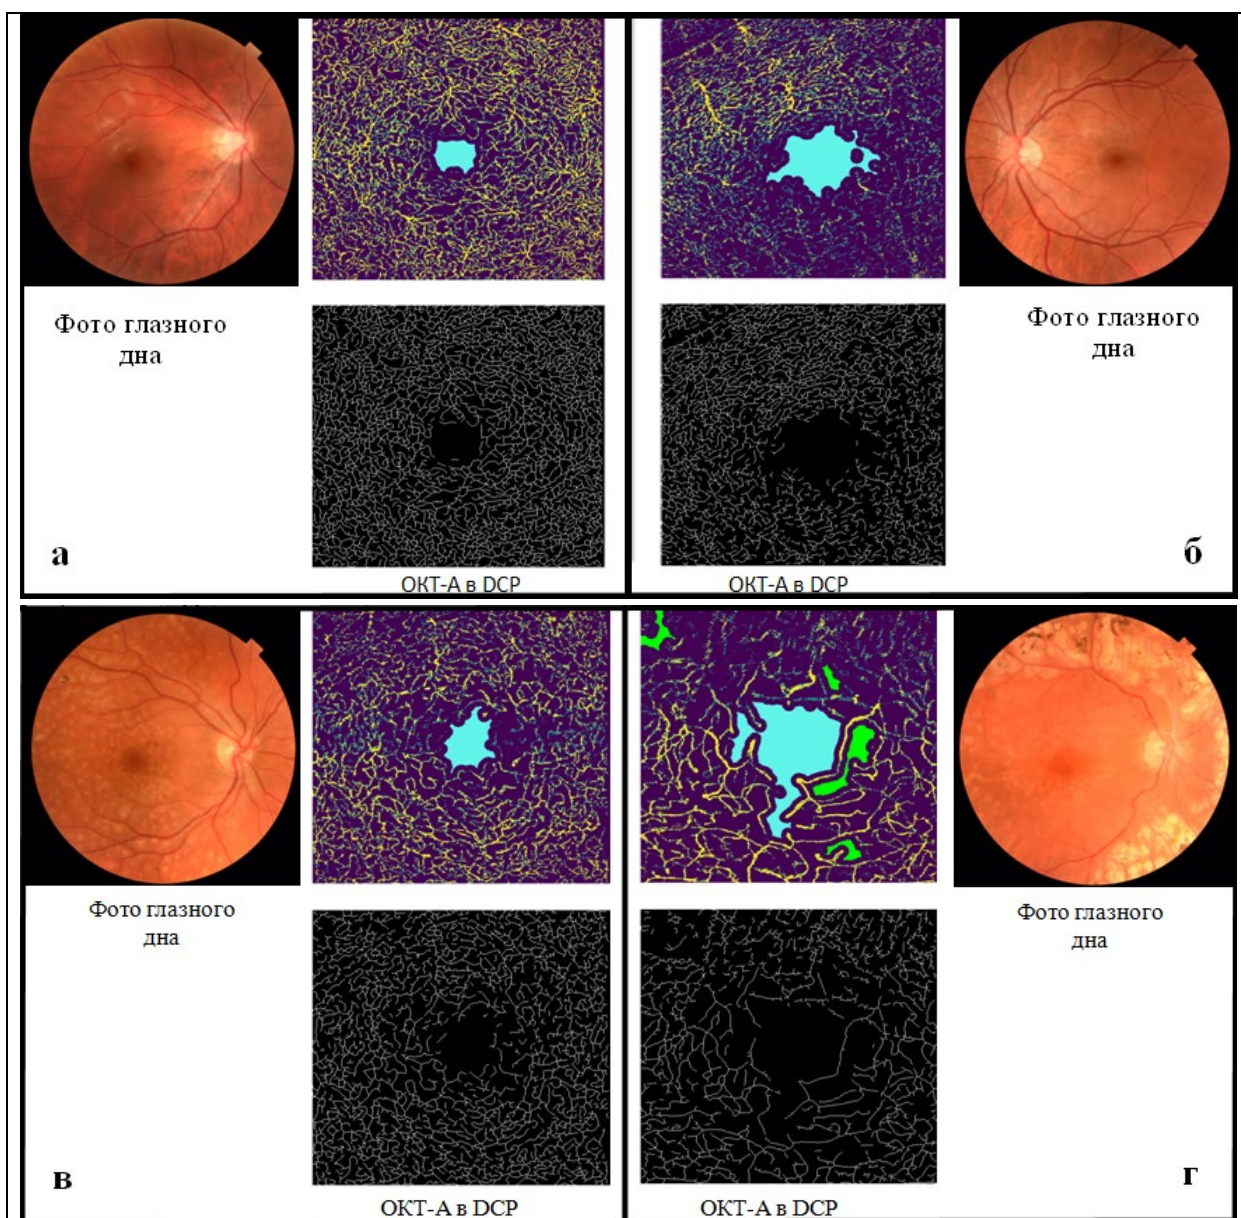 Фото глазного
дна
Фото глазного
дна
а
б
ОКТ-А в DCP
ОКТ-А в DCP
Фото глазного
дна
Фото глазного
дна
в
г
ОКТ-А в DCP
ОКТ-А в DCP